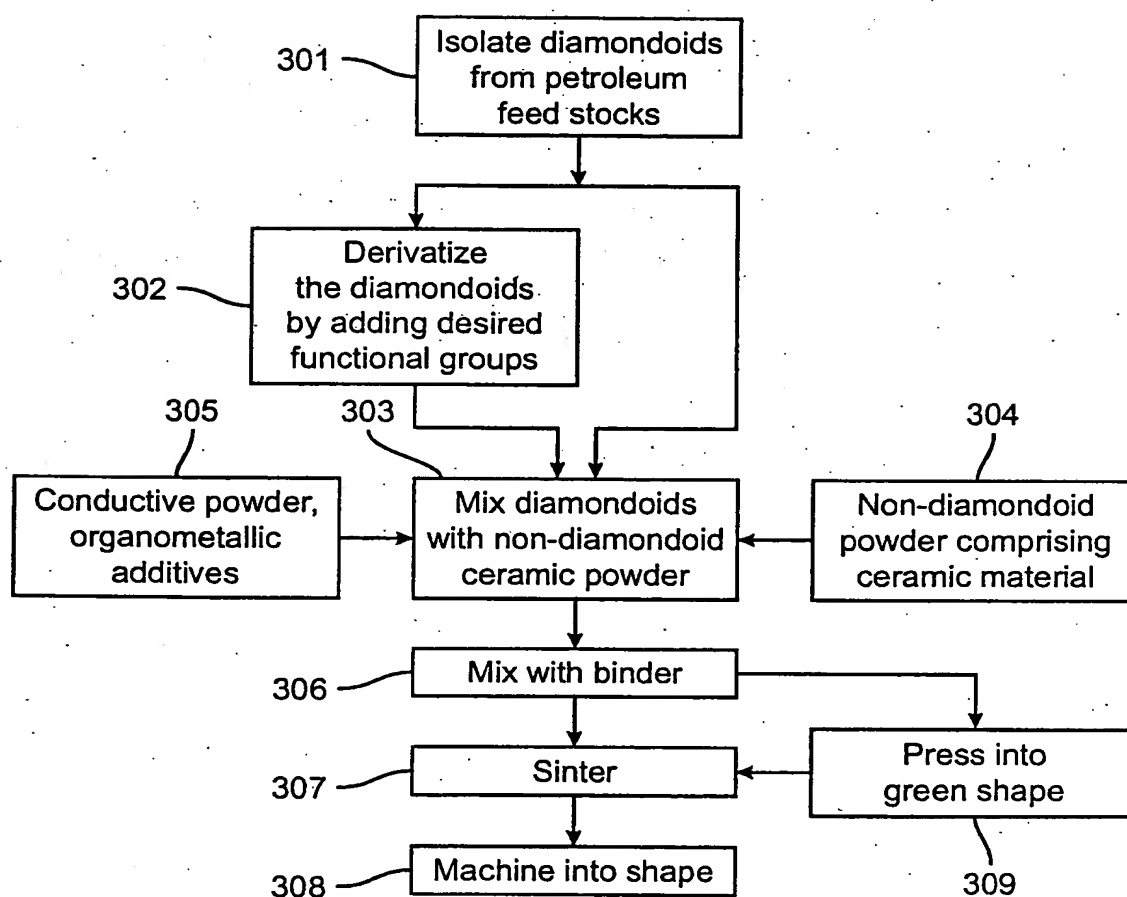 301
Isolate diamondoids
from petroleum
feed stocks
302
Derivatize
the diamondoids
by adding desired
functional groups
305
303
304
Conductive powder,
organometallic
additives
Mix diamondoids
with non-diamondoid
ceramic powder
Non-diamondoid
powder comprising
ceramic material
306
Mix with binder
307
Sinter
Press into
green shape
308
Machine into shape
309